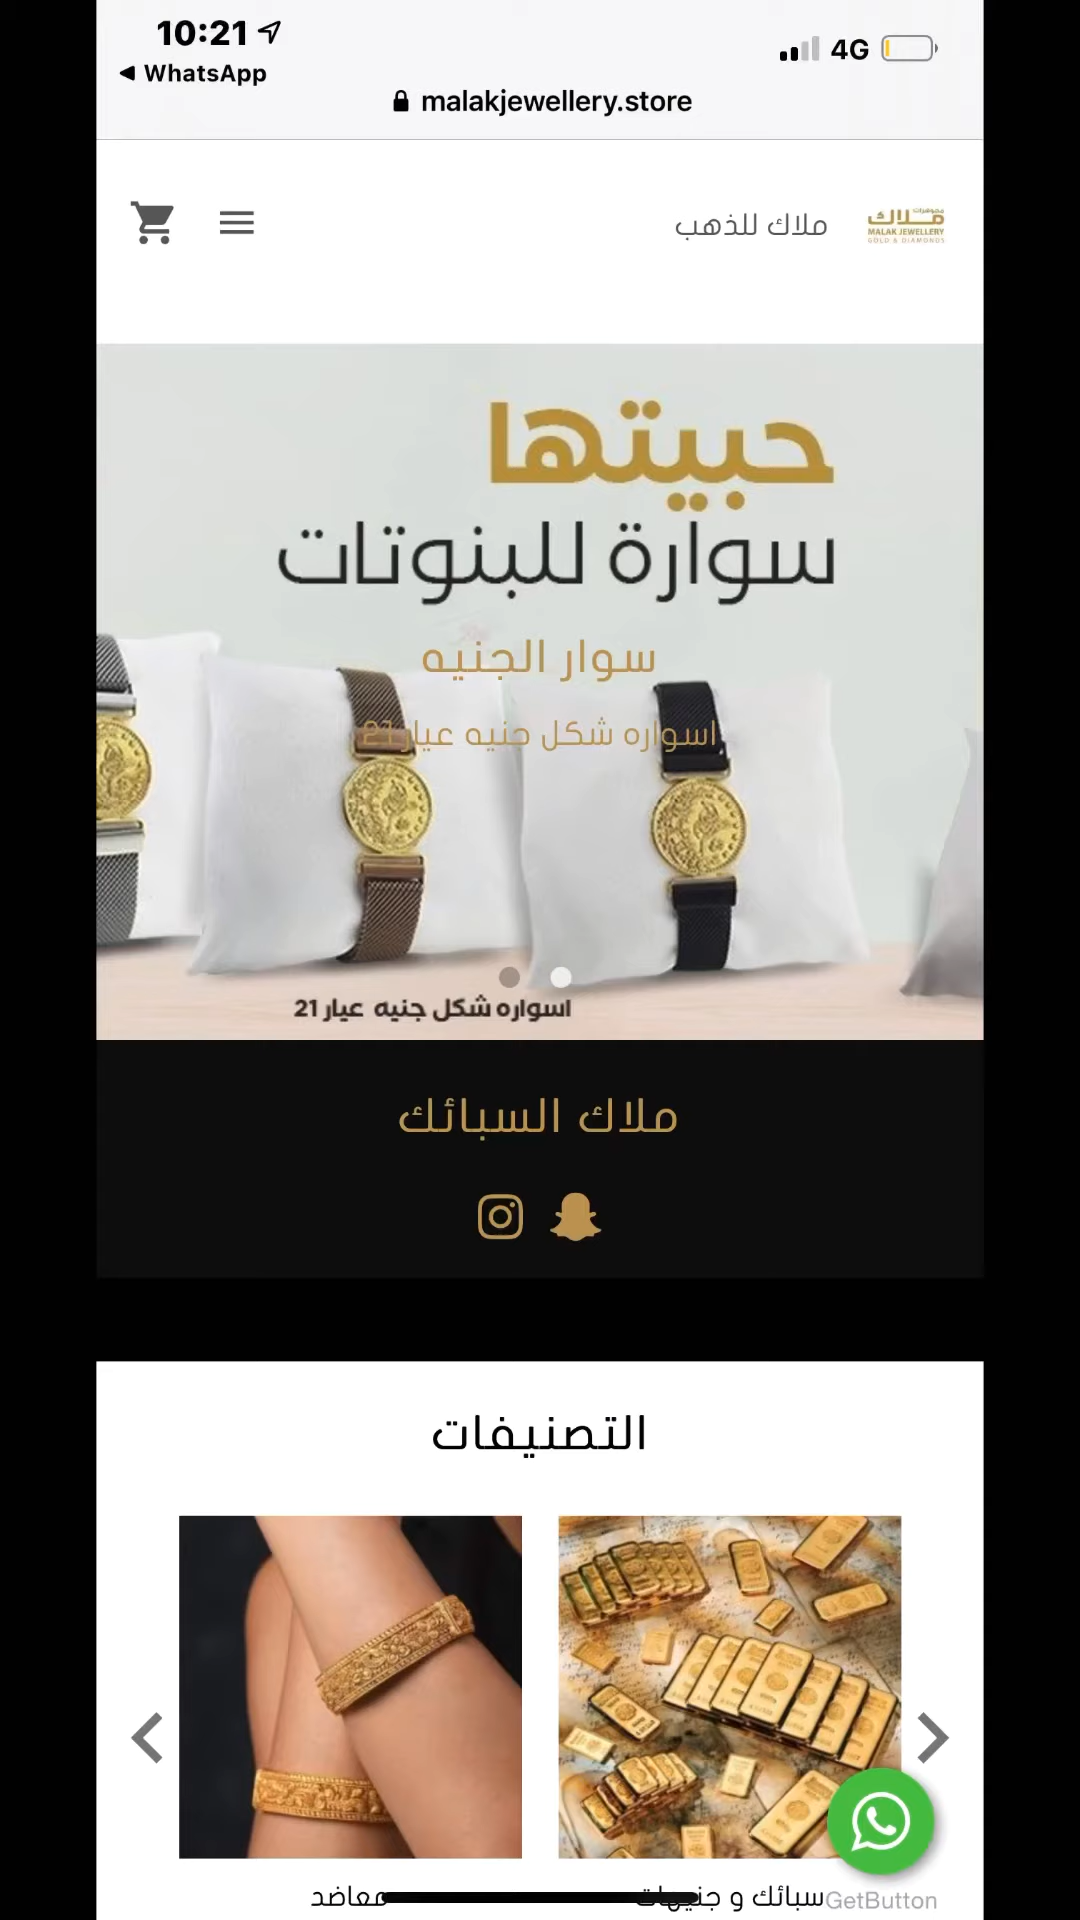 10:21
4G
WhatsApp
malakjewellery.store
ملاك للذهب
مجوهرات
ملاك
MALAK JEWELLERY
GOLD & DIAMONDS
حبيتها
سوارة للبنوتات
سوار الجنيه
اسواره شكل جنيه عيار 21
اسواره شكل جنيه عيار 21
ملاك السبائك
التصنيفات
سبائك و جنيهات
معاضد
GetButton